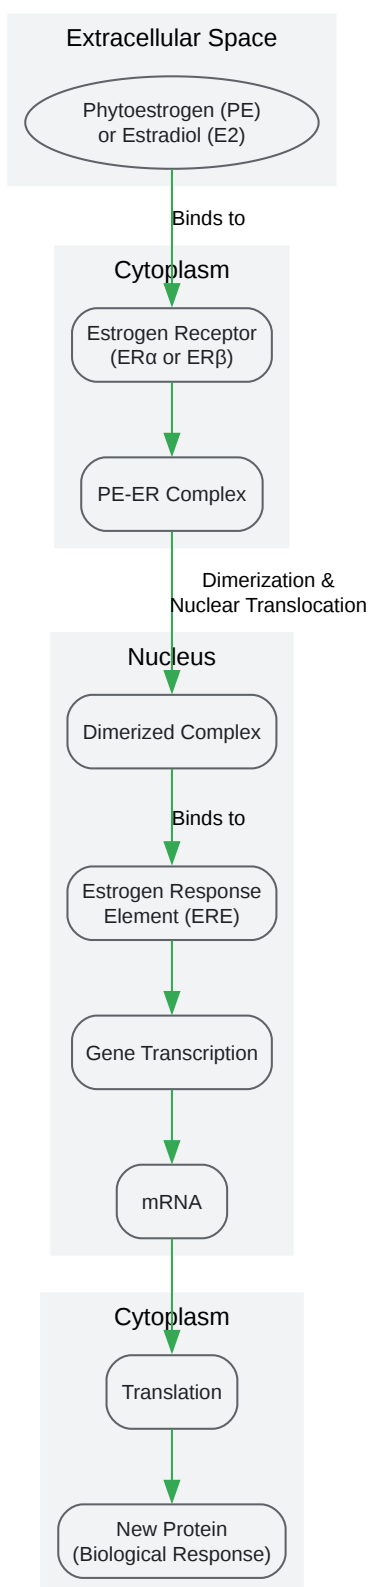 Extracellular Space
Phytoestrogen (PE)
or Estradiol (E2)
Binds to
Cytoplasm
Estrogen Receptor
(ERα or ERβ)
PE-ER Complex
Dimerization &
Nuclear Translocation
Nucleus
Dimerized Complex
Binds to
Estrogen Response
Element (ERE)
Gene Transcription
mRNA
Cytoplasm
Translation
New Protein
(Biological Response)